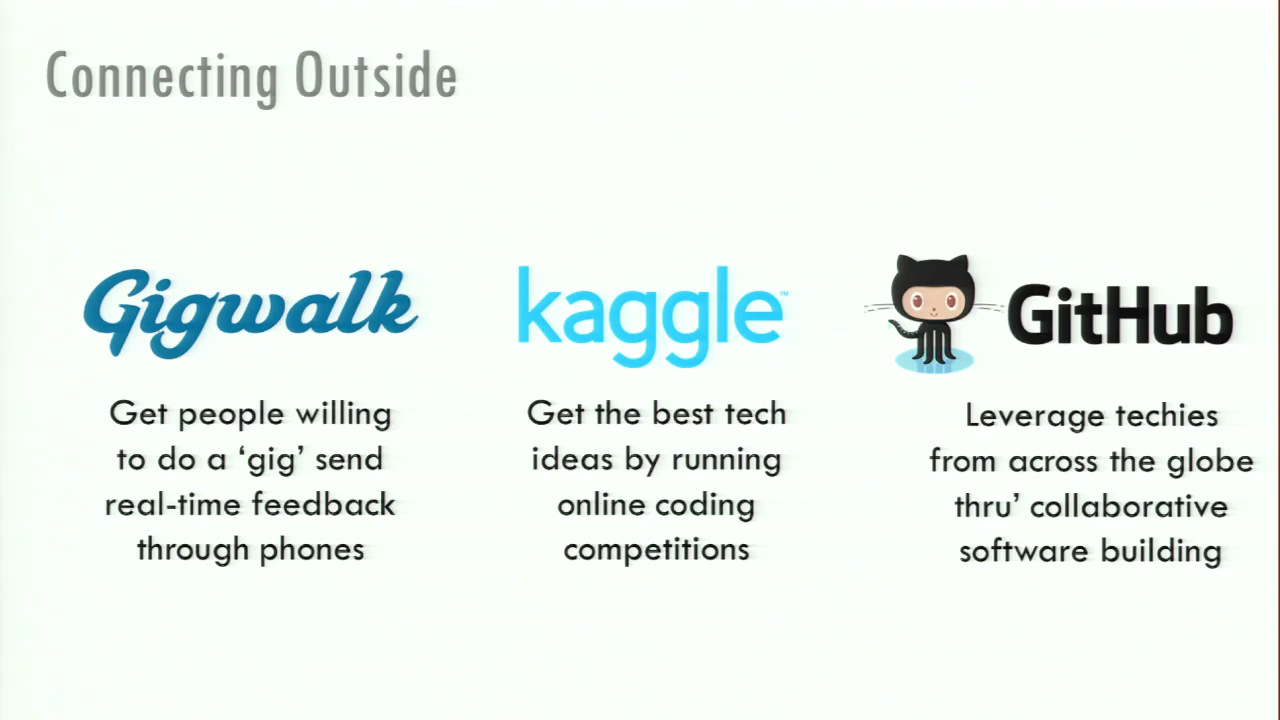 Connecting Outside
Gigwalk
Get people willing
to do a ‘gig’ send
real-time feedback
through phones
kaggle™
Get the best tech
ideas by running
online coding
competitions
GitHub
Leverage techies
from across the globe
thru’ collaborative
software building